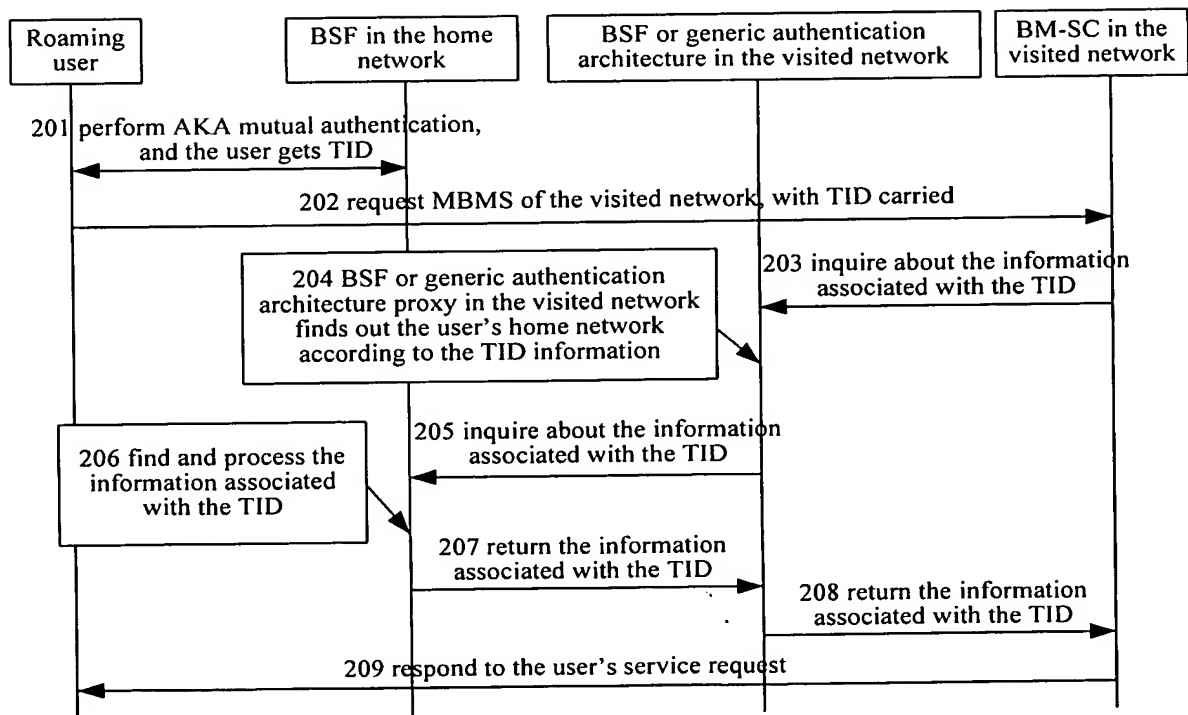 Roaming
user
BSF in the home
network
BSF or generic authentication
architecture in the visited network
BM-SC in the
visited network
201 perform AKA mutual authentication,
and the user gets TID
202 request MBMS of the visited network, with TID carried
203 inquire about the information
associated with the TID
204 BSF or generic authentication
architecture proxy in the visited network
finds out the user's home network
according to the TID information
205 inquire about the information
associated with the TID
206 find and process the
information associated
with the TID
207 return the information
associated with the TID
208 return the information
associated with the TID
209 respond to the user's service request